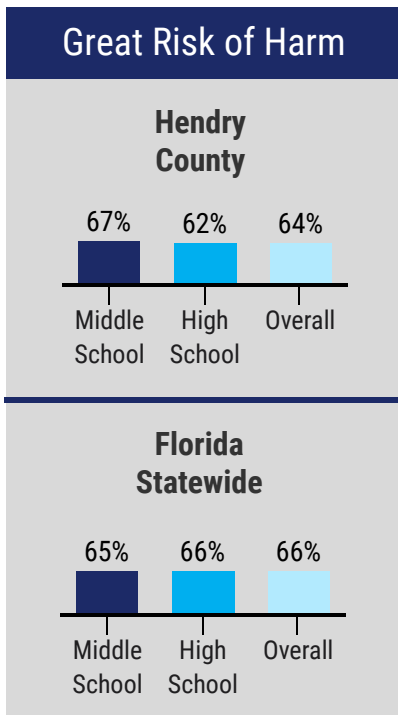 Great Risk of Harm
Hendry
County
67% 62% 64%
Middle High Overall
School School
Florida
Statewide
65% 66% 66%
Middle High Overall
School School